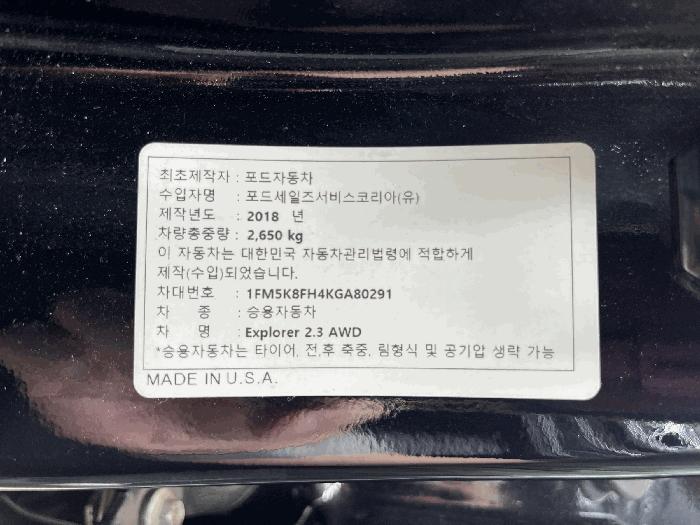 최초제작자 : 포드자동차
수입자명 : 포드세일즈서비스코리아(유)
제작년도 : 2018 년
차량총중량 : 2,650 kg
이 자동차는 대한민국 자동차관리법령에 적합하게
제작(수입)되었습니다.
차대번호 : 1FM5K8FH4KGA80291
차 종 : 승용자동차
차 명 : Explorer 2.3 AWD
*승용자동차는 타이어, 전,후 축중, 림형식 및 공기압 생략 가능
MADE IN U.S.A.